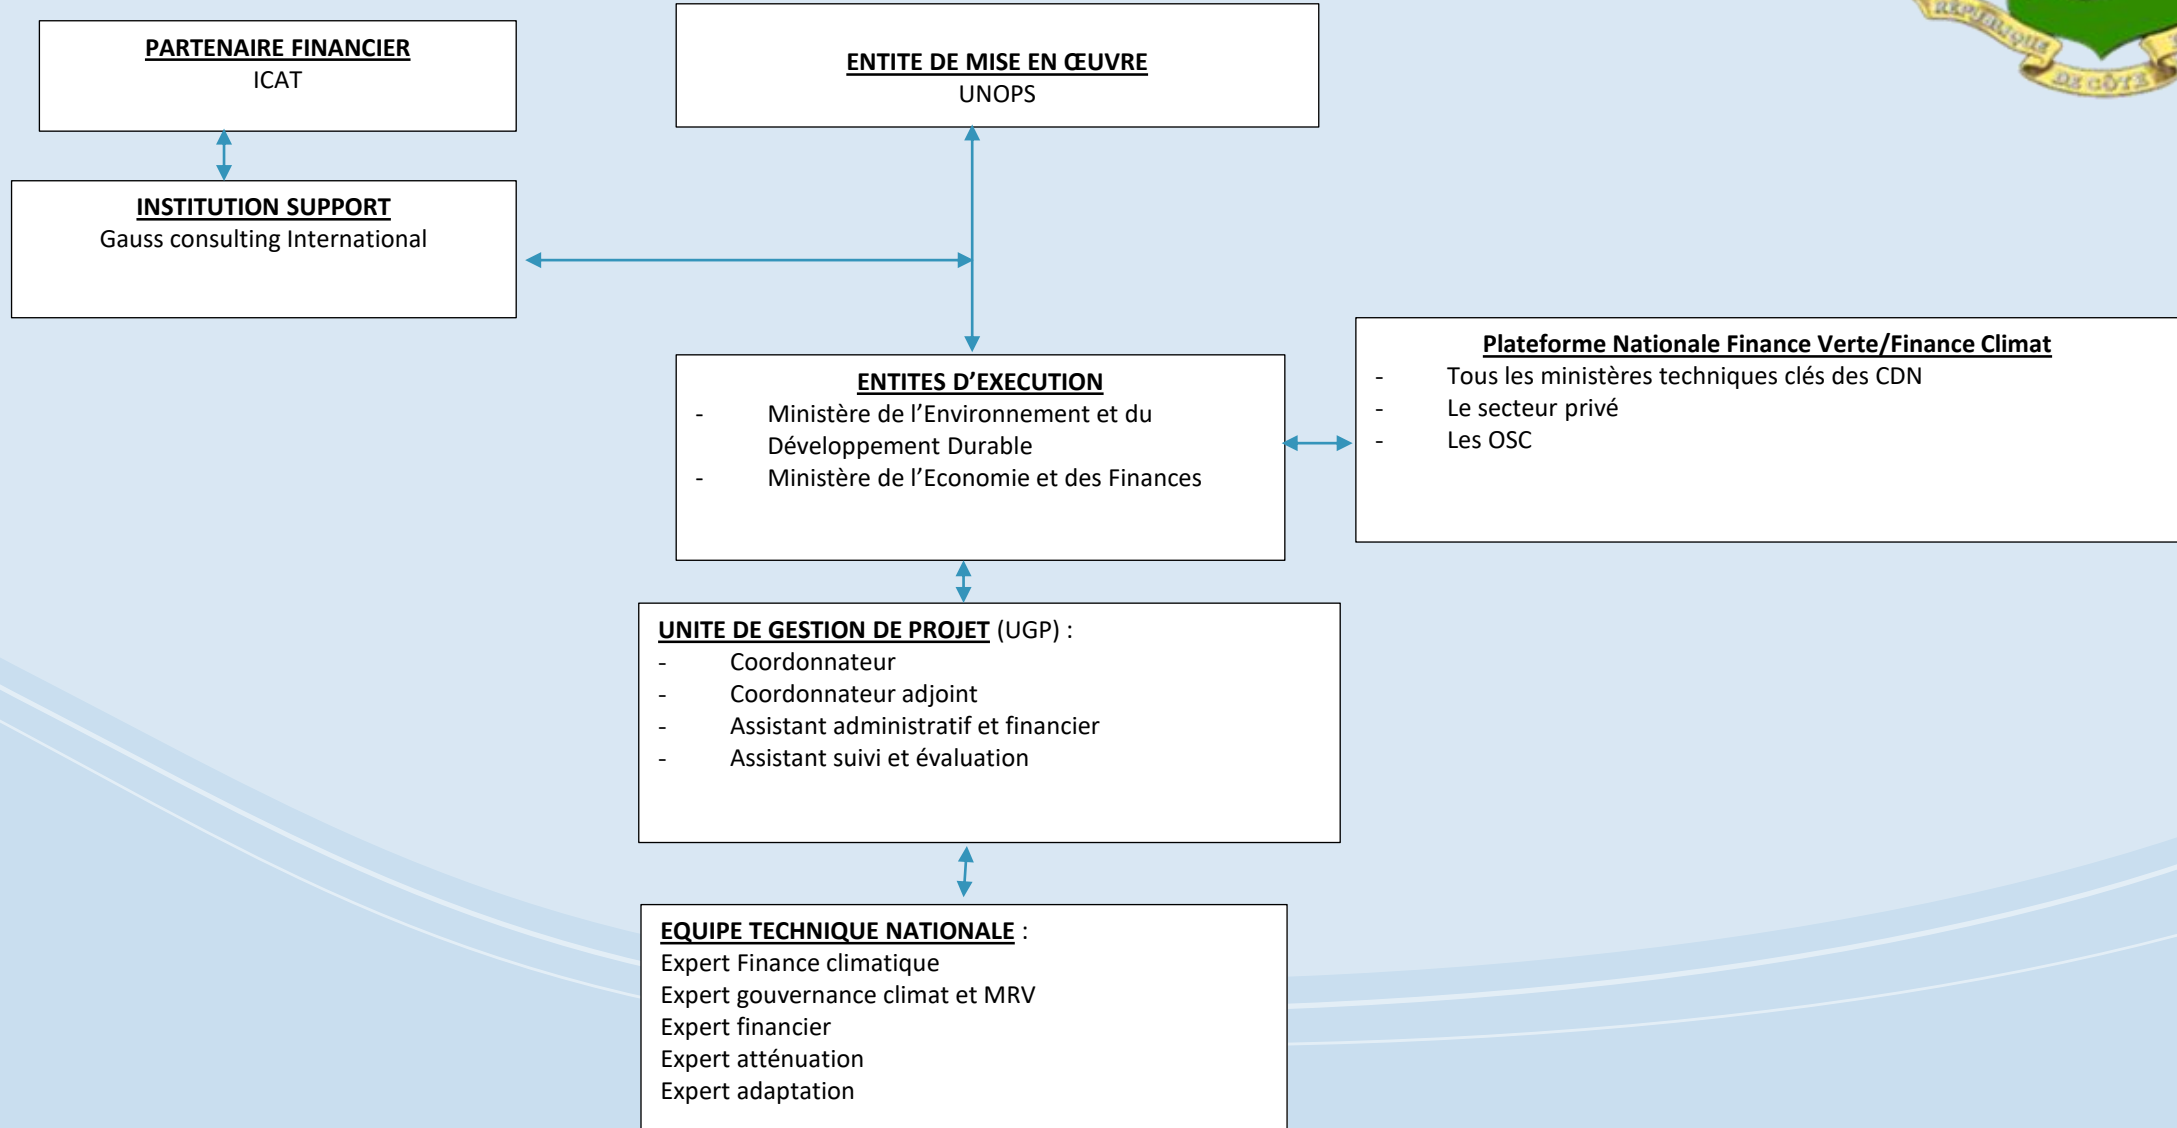 REPUBLIQUE
DE CÔTE
PARTENAIRE FINANCIER
ICAT
ENTITE DE MISE EN ŒUVRE
UNOPS
INSTITUTION SUPPORT
Gauss consulting International
ENTITES D’EXECUTION
- Ministère de l’Environnement et du
Développement Durable
- Ministère de l’Economie et des Finances
Plateforme Nationale Finance Verte/Finance Climat
- Tous les ministères techniques clés des CDN
- Le secteur privé
- Les OSC
UNITE DE GESTION DE PROJET (UGP) :
- Coordonnateur
- Coordonnateur adjoint
- Assistant administratif et financier
- Assistant suivi et évaluation
EQUIPE TECHNIQUE NATIONALE :
Expert Finance climatique
Expert gouvernance climat et MRV
Expert financier
Expert atténuation
Expert adaptation